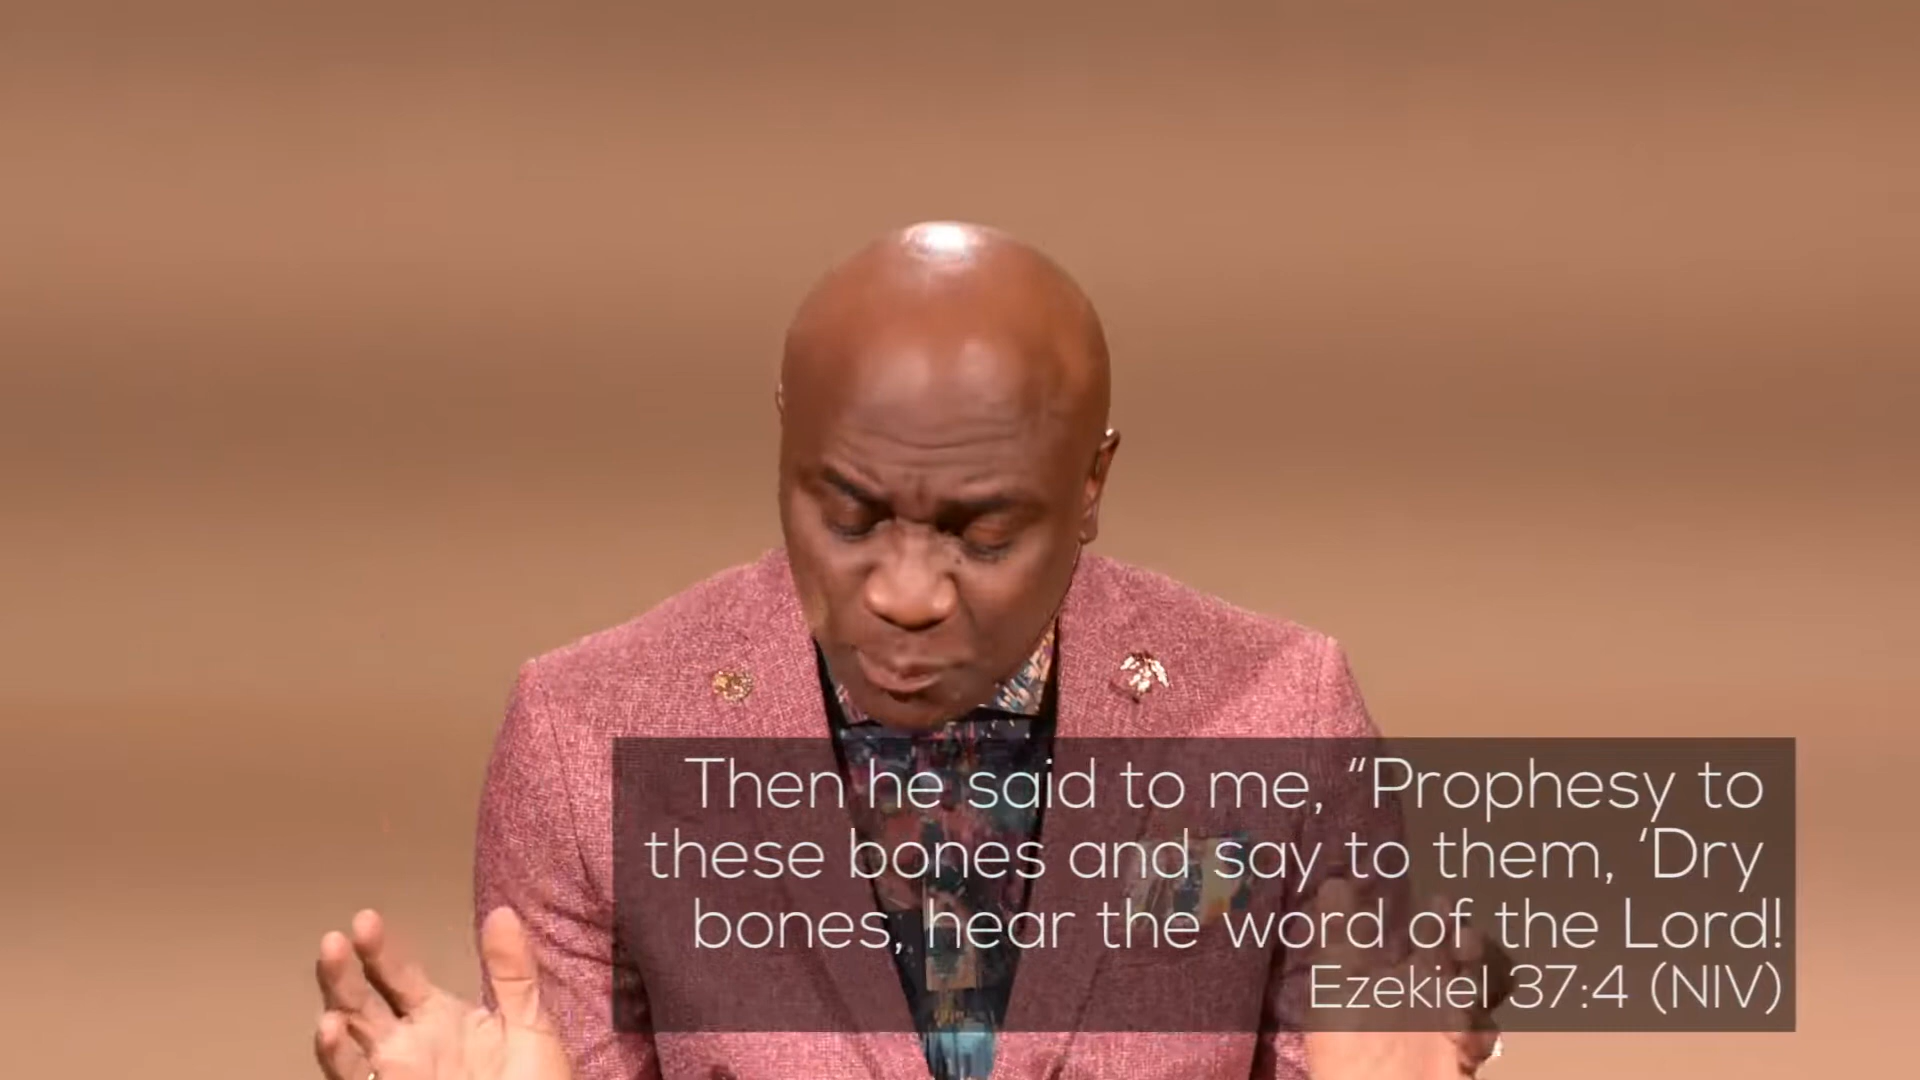 Then he said to me, “Prophesy to
these bones and say to them, ‘Dry
bones, hear the word of the Lord!
Ezekiel 37:4 (NIV)